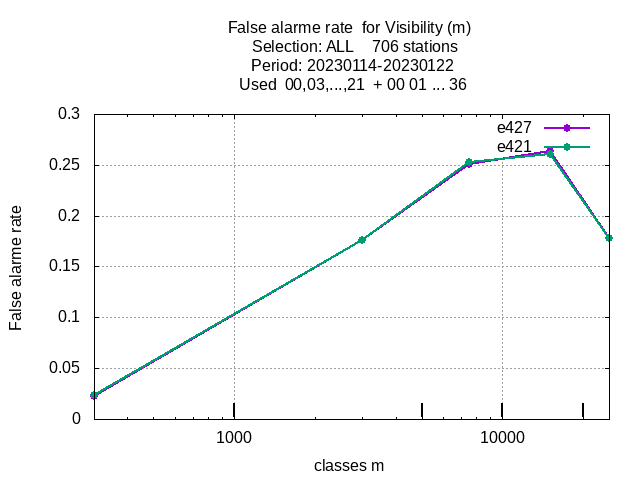 False alarme rate  for Visibility (m)
Selection: ALL    706 stations
Period: 20230114-20230122
Used  00,03,...,21  + 00 01 ... 36
0.3
0.25
0.2
0.15
0.1
0.05
0
False alarme rate
e427
e421
1000
10000
classes m